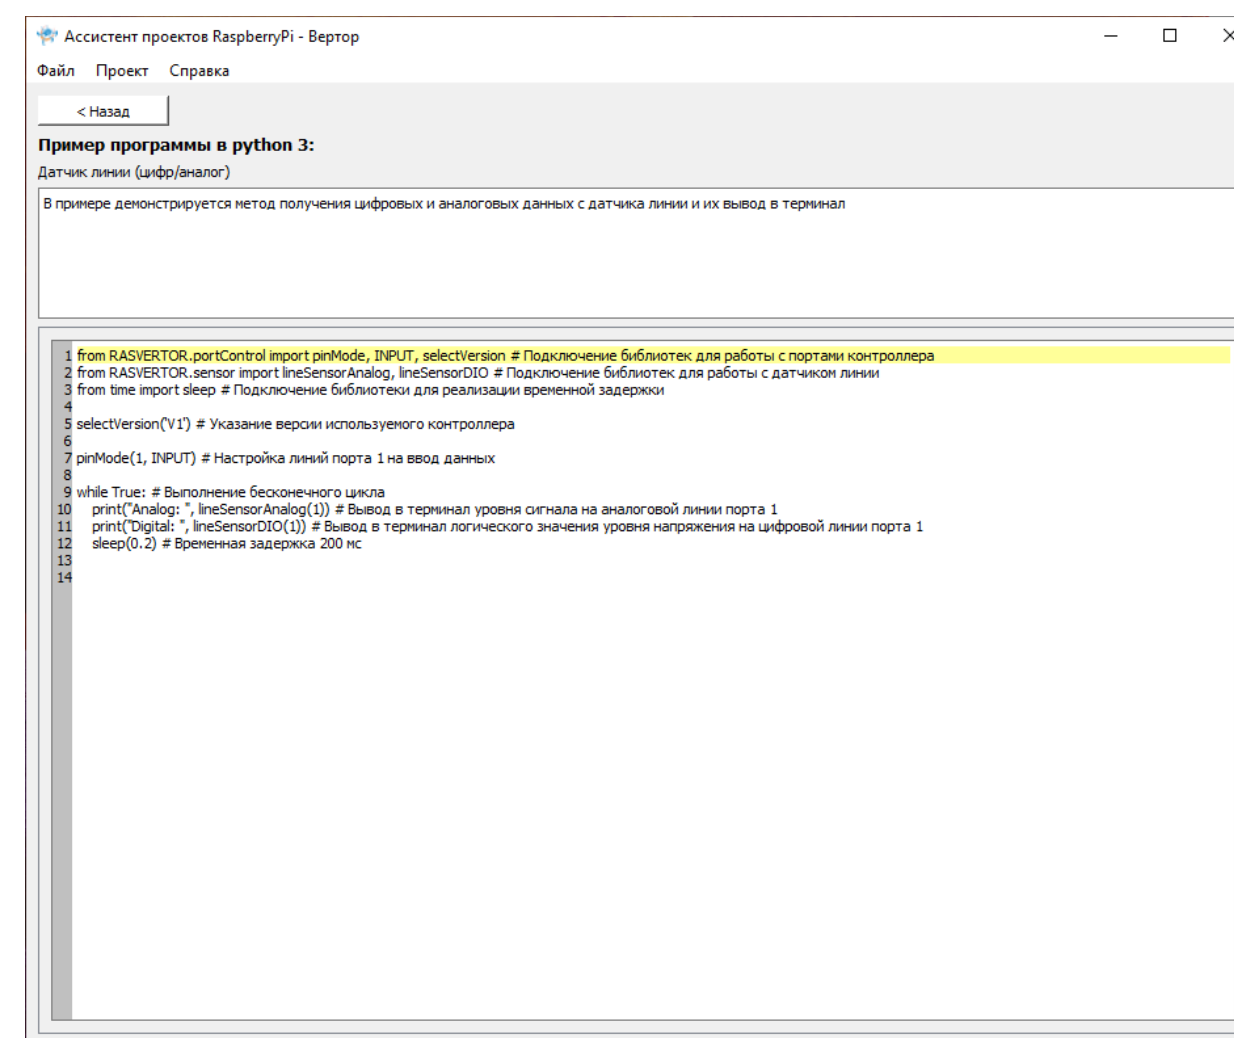 Ассистент проектов RaspberryPi - Вертор
Файл Проект Справка
< Назад
Пример программы в python 3:
Датчик линии (цифр/аналог)
В примере демонстрируется метод получения цифровых и аналоговых данных с датчика линии и их вывод в терминал
1 from RASVERTOR.portControl import pinMode, INPUT, selectVersion # Подключение библиотек для работы с портами контроллера
2 from RASVERTOR.sensor import lineSensorAnalog, lineSensorDIO # Подключение библиотек для работы с датчиком линии
3 from time import sleep # Подключение библиотеки для реализации временной задержки
4
5 selectVersion('V1') # Указание версии используемого контроллера
6
7 pinMode(1, INPUT) # Настройка линий порта 1 на ввод данных
8
9 while True: # Выполнение бесконечного цикла
10 print("Analog: ", lineSensorAnalog(1)) # Вывод в терминал уровня сигнала на аналоговой линии порта 1
11 print("Digital: ", lineSensorDIO(1)) # Вывод в терминал логического значения уровня напряжения на цифровой линии порта 1
12 sleep(0.2) # Временная задержка 200 мс
13
14